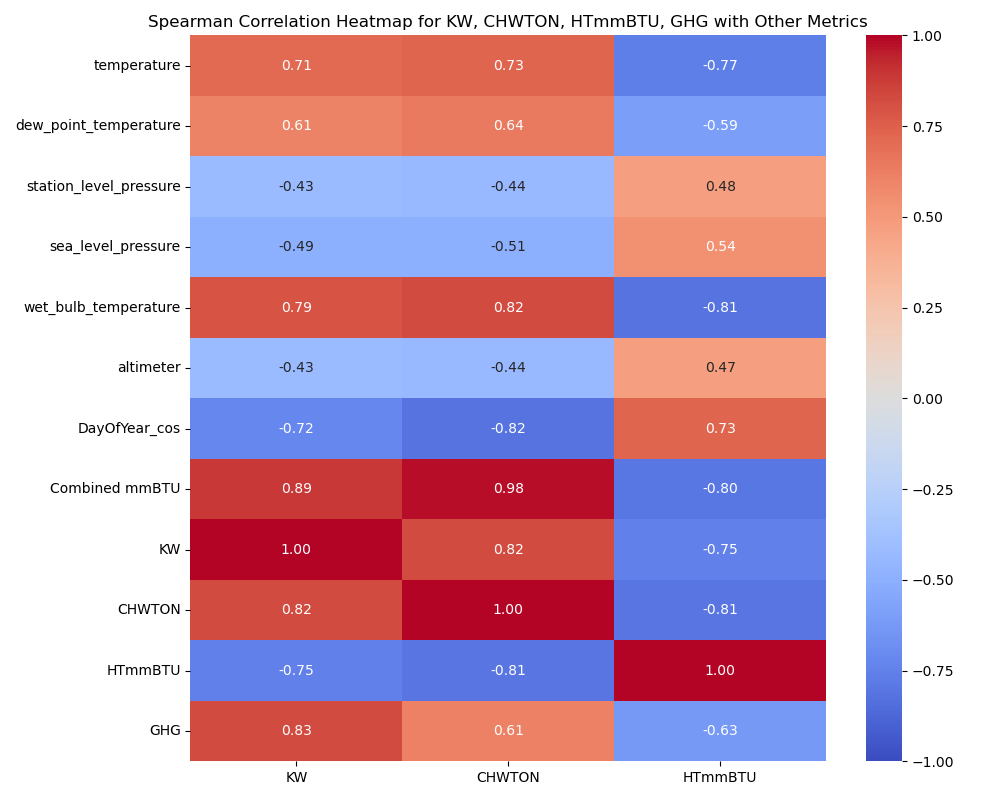 Spearman Correlation Heatmap for KW, CHWTON, HTmmBTU, GHG with Other Metrics
temperature 0.71 0.73 -0.77
dew_point_temperature 0.61 0.64 -0.59
station_level_pressure -0.43 -0.44 0.48
sea_level_pressure -0.49 -0.51 0.54
wet_bulb_temperature 0.79 0.82 -0.81
altimeter -0.43 -0.44 0.47
DayOfYear_cos -0.72 -0.82 0.73
Combined mmBTU 0.89 0.98 -0.80
KW 1.00 0.82 -0.75
CHWTON 0.82 1.00 -0.81
HTmmBTU -0.75 -0.81 1.00
GHG 0.83 0.61 -0.63
KW CHWTON HTmmBTU
1.00
0.75
0.50
0.25
0.00
−0.25
−0.50
−0.75
−1.00